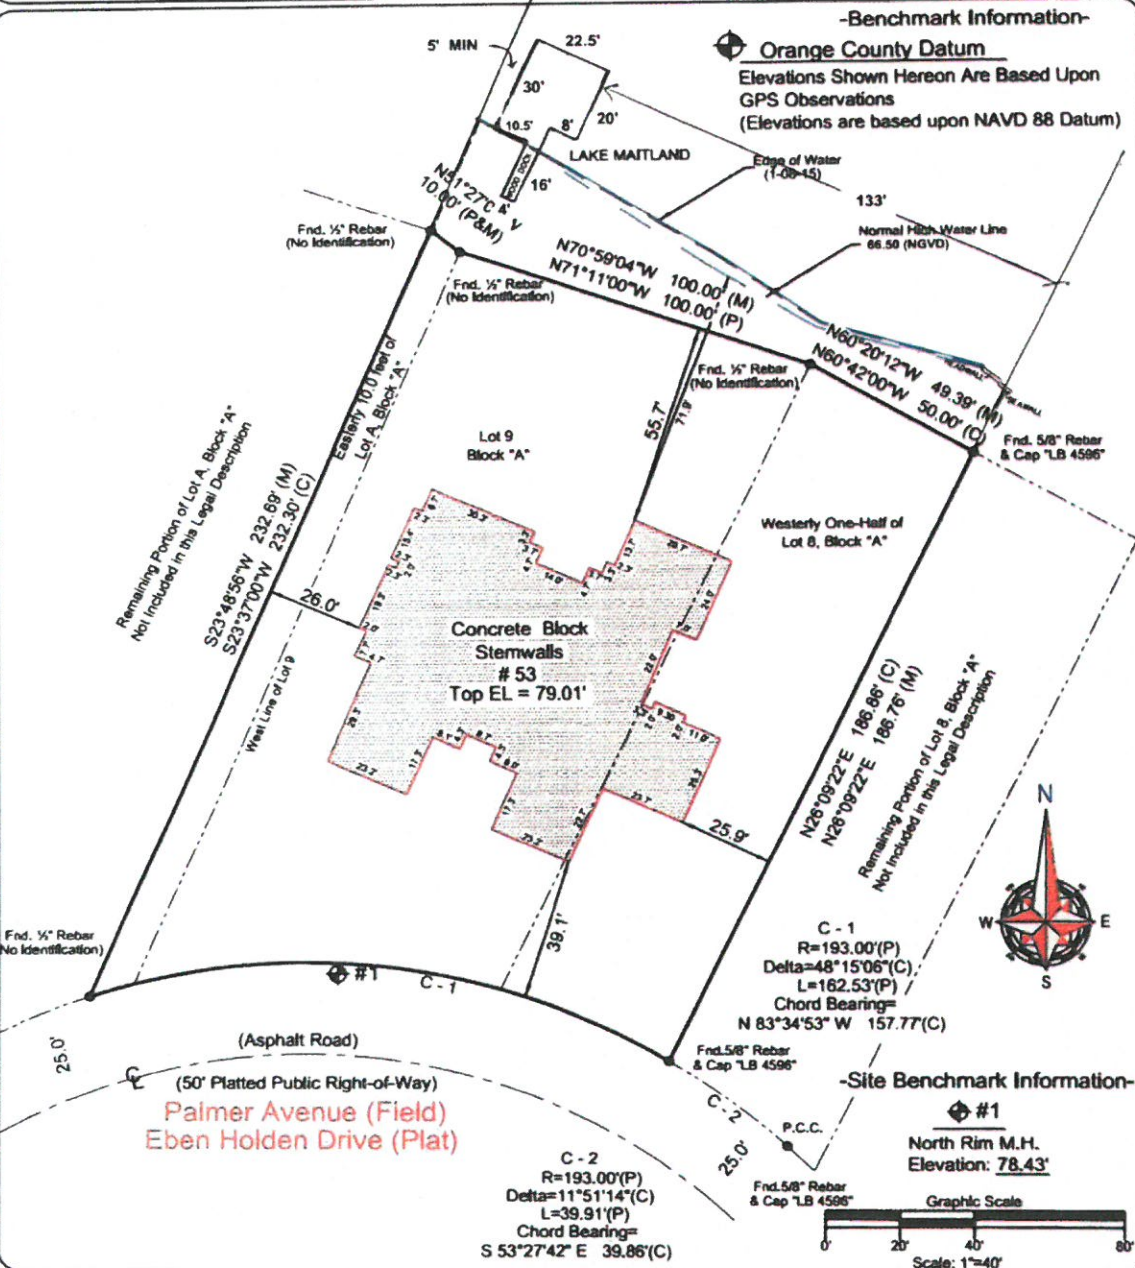 -Benchmark Information-
Orange County Datum
Elevations Shown Hereon Are Based Upon
GPS Observations
(Elevations are based upon NAVD 88 Datum)
5' MIN
22.5'
30'
20'
10.5'
8'
WOOD DOCK
16'
LAKE MAITLAND
Edge of Water
(1-08-15)
133'
Normal High Water Line
66.50 (NGVD)
10.00' (P&M)
Fnd. ½" Rebar
(No Identification)
Fnd. ½" Rebar
(No Identification)
N70°59'04"W 100.00' (M)
N71°11'00"W 100.00' (P)
Fnd. ½" Rebar
(No Identification)
N60°20'12"W 49.39' (M)
N60°42'00"W 50.00' (C)
HEADWALL
SEAWALL
Fnd. 5/8" Rebar
& Cap "LB 4596"
Easterly 10.0 feet of
Lot A, Block "A"
Remaining Portion of Lot A, Block "A"
Not Included in this Legal Description
S23°48'56"W 232.69' (M)
S23°37'00"W 232.30' (C)
Lot 9
Block "A"
55.7'
71.9'
Westerly One-Half of
Lot 8, Block "A"
26.0'
West Line of Lot 9
Concrete Block
Stemwalls
# 53
Top EL = 79.01'
25.9'
39.1'
N26°09'22"E 186.86' (C)
N26°09'22"E 186.76' (M)
Remaining Portion of Lot 8, Block "A"
Not Included in this Legal Description
N
W
E
S
Fnd. ½" Rebar
(No Identification)
#1
C - 1
C - 1
R=193.00'(P)
Delta=48°15'06"(C)
L=162.53'(P)
Chord Bearing=
N 83°34'53" W 157.77'(C)
Fnd.5/8" Rebar
& Cap "LB 4596"
25.0'
(Asphalt Road)
(50' Platted Public Right-of-Way)
Palmer Avenue (Field)
Eben Holden Drive (Plat)
C - 2
P.C.C.
25.0'
Fnd.5/8" Rebar
& Cap "LB 4596"
C - 2
R=193.00'(P)
Delta=11°51'14"(C)
L=39.91'(P)
Chord Bearing=
S 53°27'42" E 39.86'(C)
-Site Benchmark Information-
#1
North Rim M.H.
Elevation: 78.43'
Graphic Scale
0' 20' 40' 80'
Scale: 1"=40'